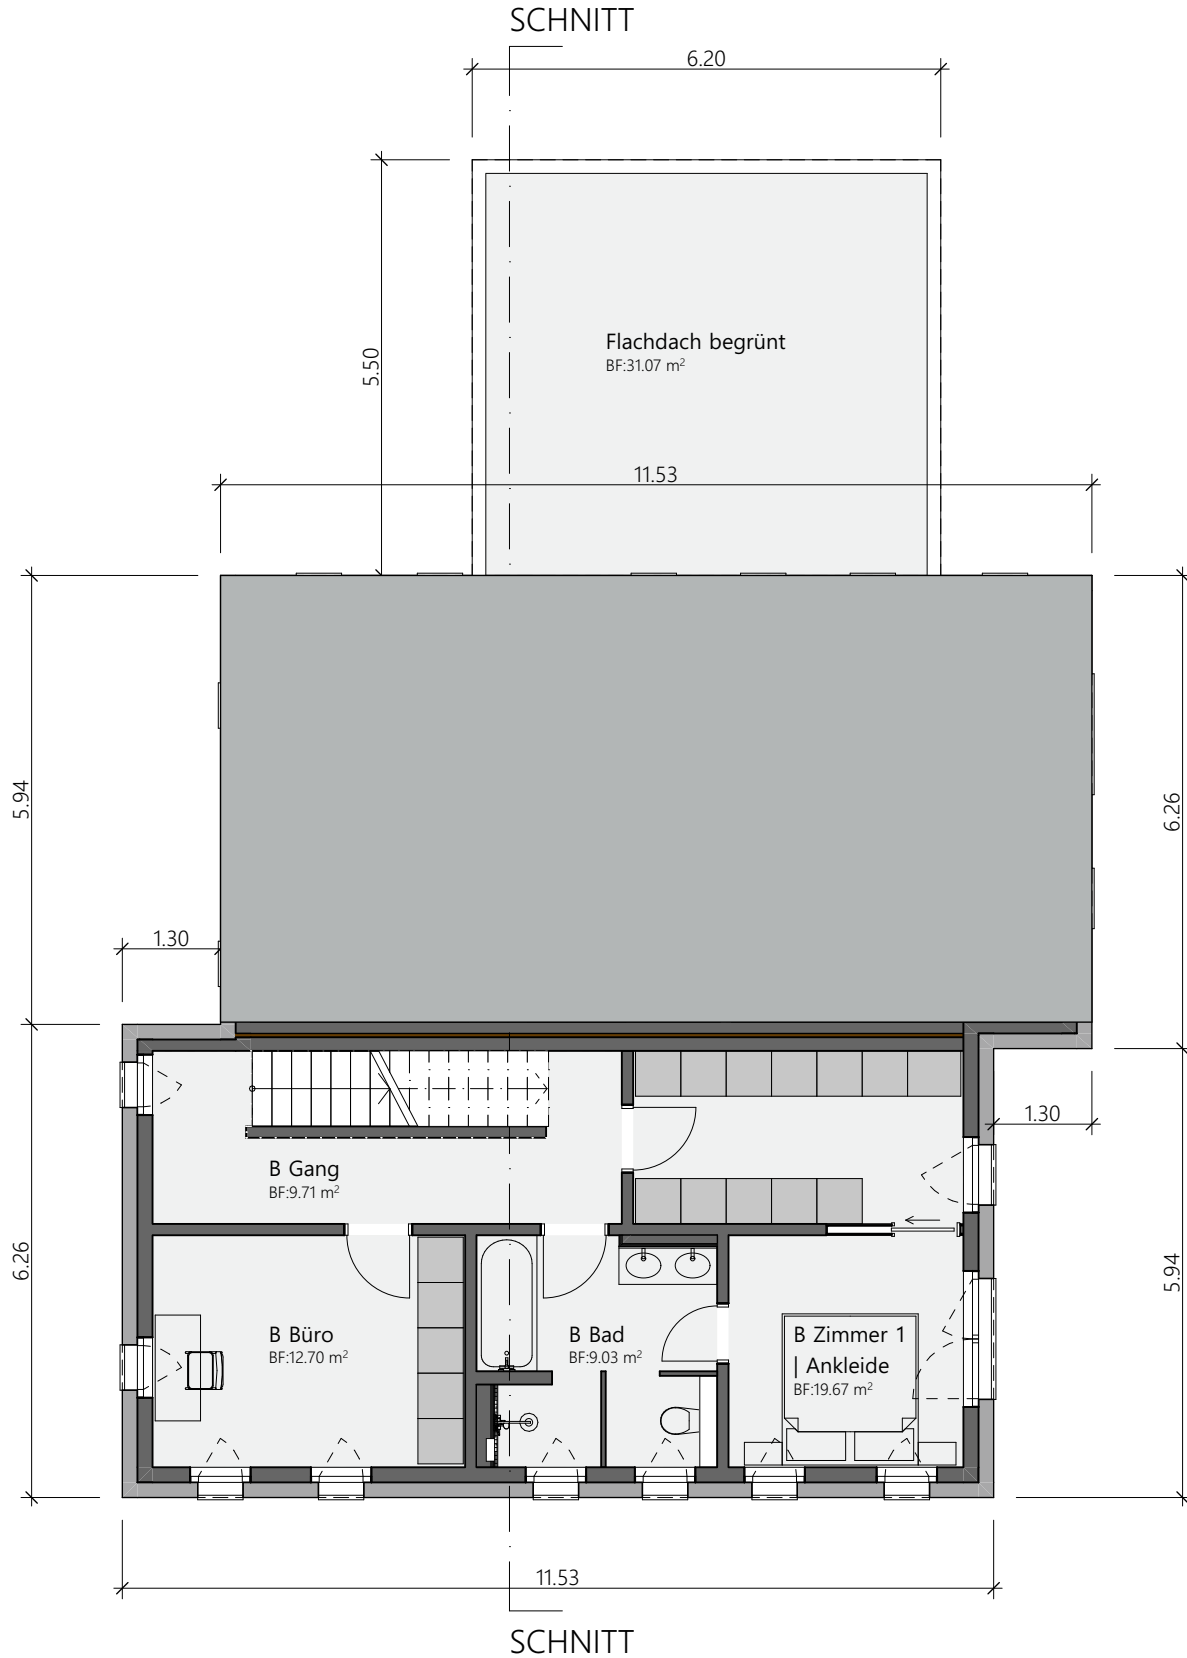 SCHNITT
6.20
5.50
Flachdach begrünt
BF:31.07 m²
11.53
5.94
6.26
1.30
1.30
B Gang
BF:9.71 m²
6.26
5.94
B Büro
BF:12.70 m²
B Bad
BF:9.03 m²
B Zimmer 1
| Ankleide
BF:19.67 m²
11.53
SCHNITT